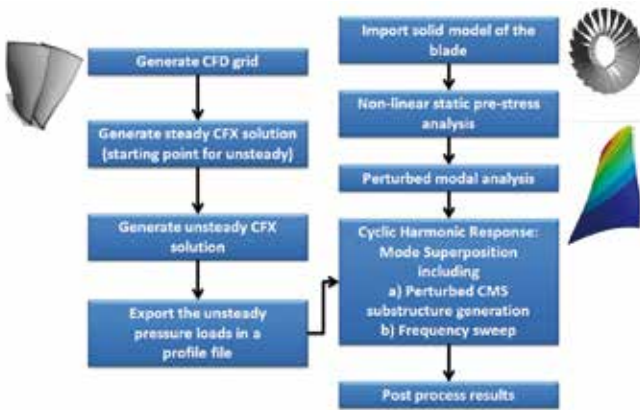 Generate CFD grid
Generate steady CFX solution
(starting point for unsteady)
Generate unsteady CFX
solution
Export the unsteady
pressure loads in a
profile file
Import solid model of the
blade
Non-linear static pre-stress
analysis
Perturbed modal analysis
Cyclic Harmonic Response:
Mode Superposition
including
a) Perturbed CMS
substructure generation
b) Frequency sweep
Post process results